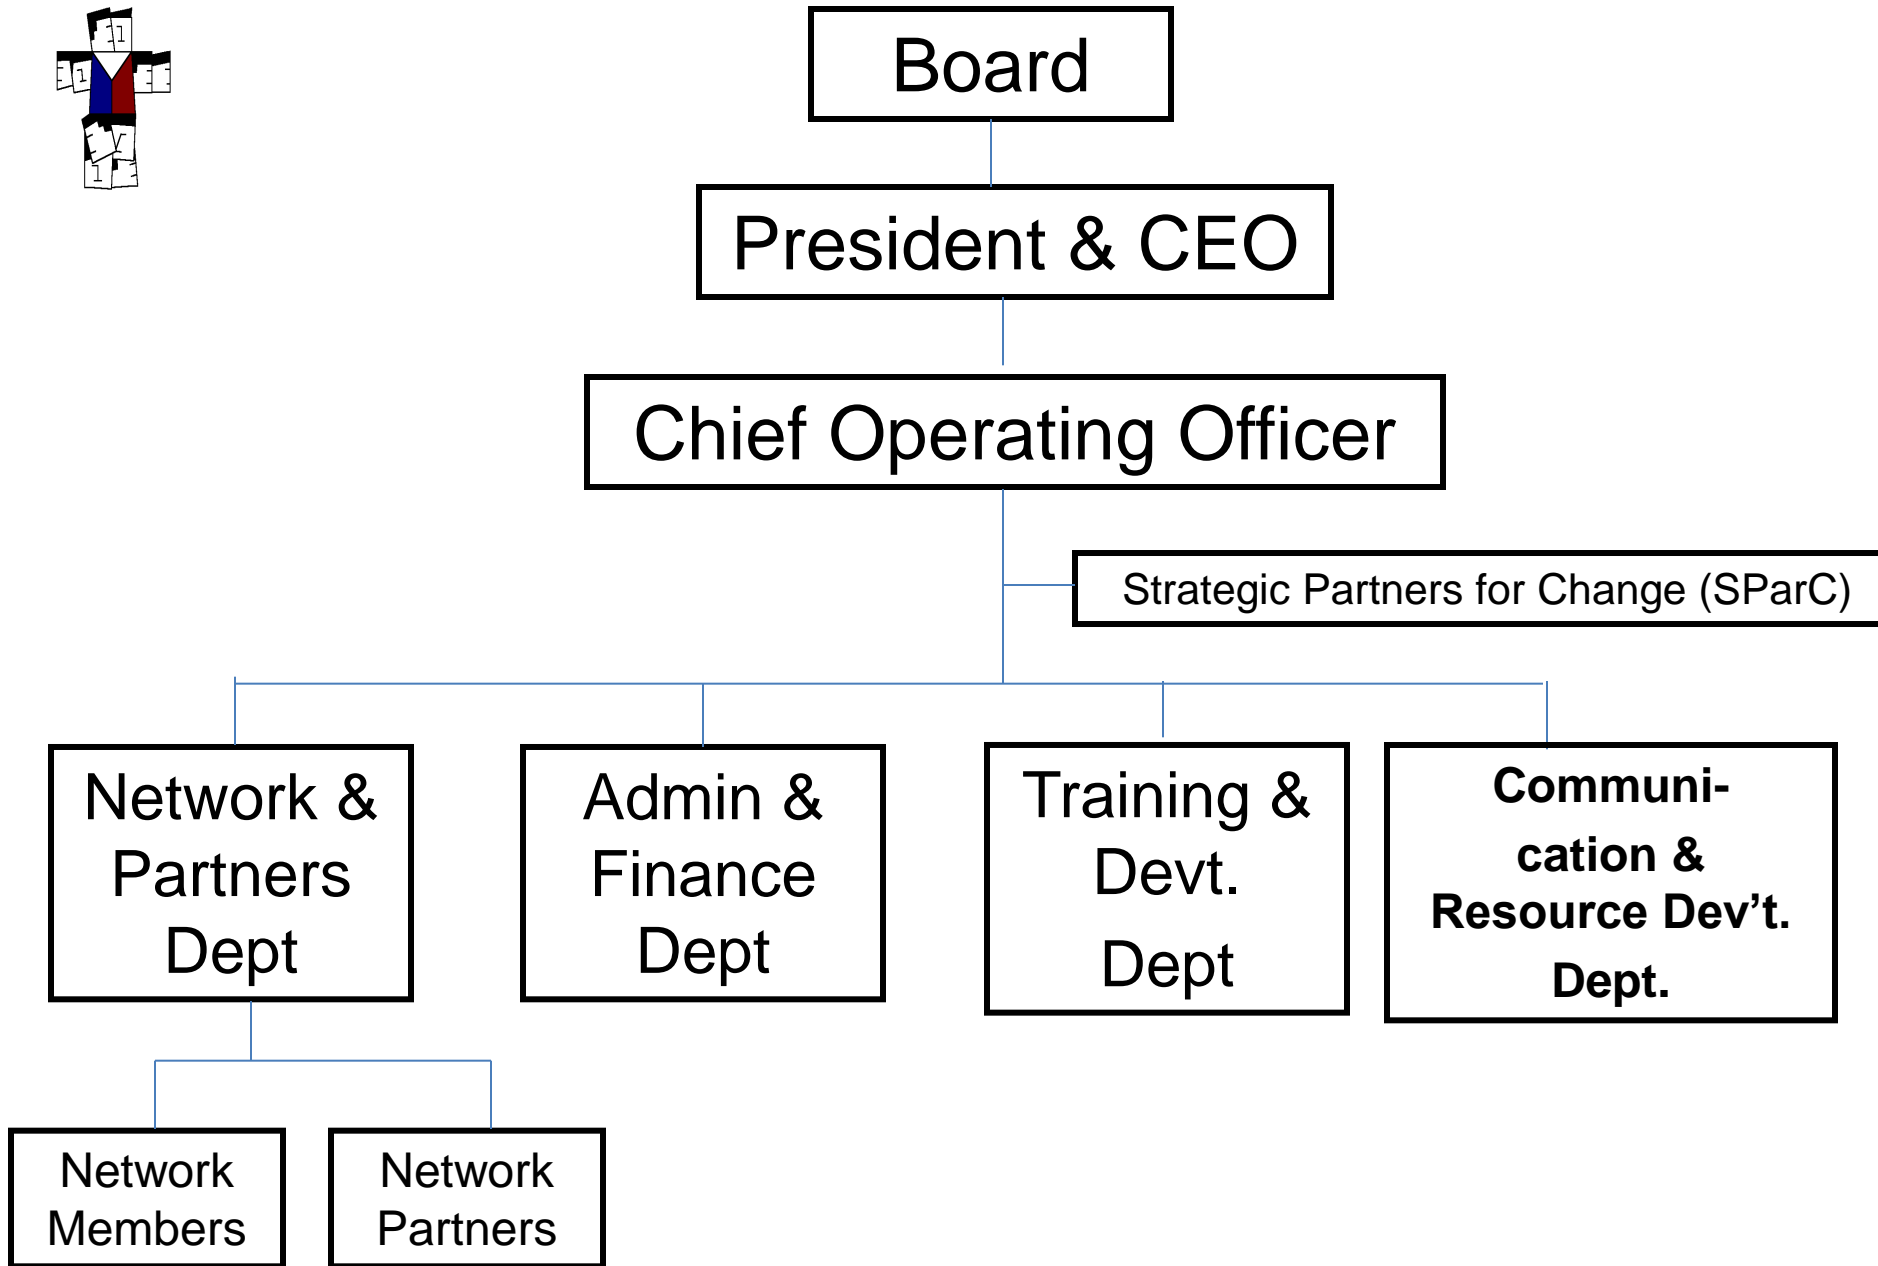 Board
President & CEO
Chief Operating Officer
Strategic Partners for Change (SParC)
Network &
Partners
Dept
Admin &
Finance
Dept
Training &
Devt.
Dept
Communi-
cation &
Resource Dev’t.
Dept.
Network
Members
Network
Partners